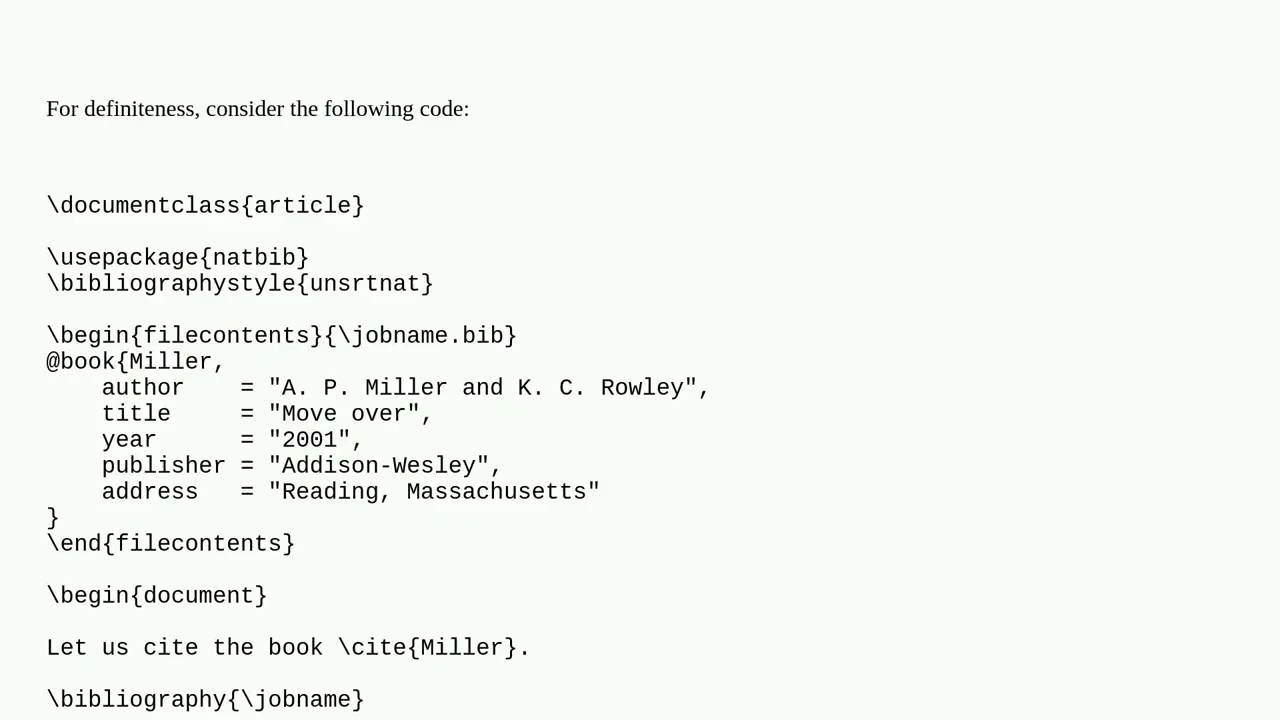 For definiteness, consider the following code:
\documentclass{article}
\usepackage{natbib}
\bibliographystyle{unsrtnat}
\begin{filecontents}{\jobname.bib}
@book{Miller,
    author    = "A. P. Miller and K. C. Rowley",
    title     = "Move over",
    year      = "2001",
    publisher = "Addison-Wesley",
    address   = "Reading, Massachusetts"
}
\end{filecontents}
\begin{document}
Let us cite the book \cite{Miller}.
\bibliography{\jobname}